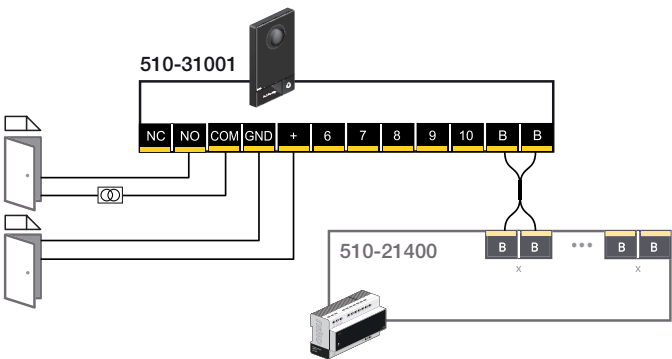 510-31001
NC NO COM GND + 6 7 8 9 10 B B
510-21400
B B ••• B B
x x